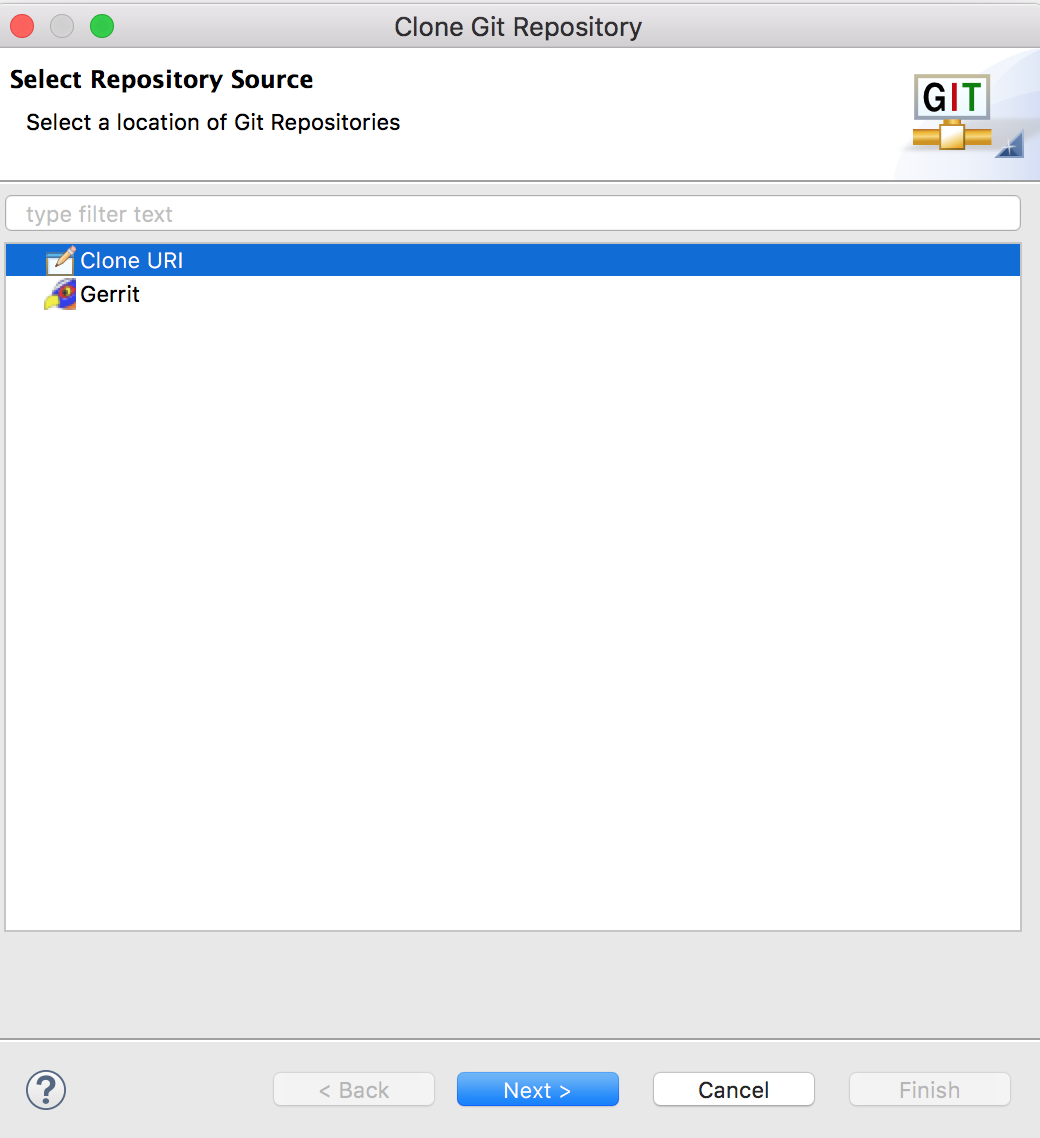 Clone Git Repository
Select Repository Source
Select a location of Git Repositories
GIT
type filter text
Clone URI
Gerrit
?
< Back
Next >
Cancel
Finish